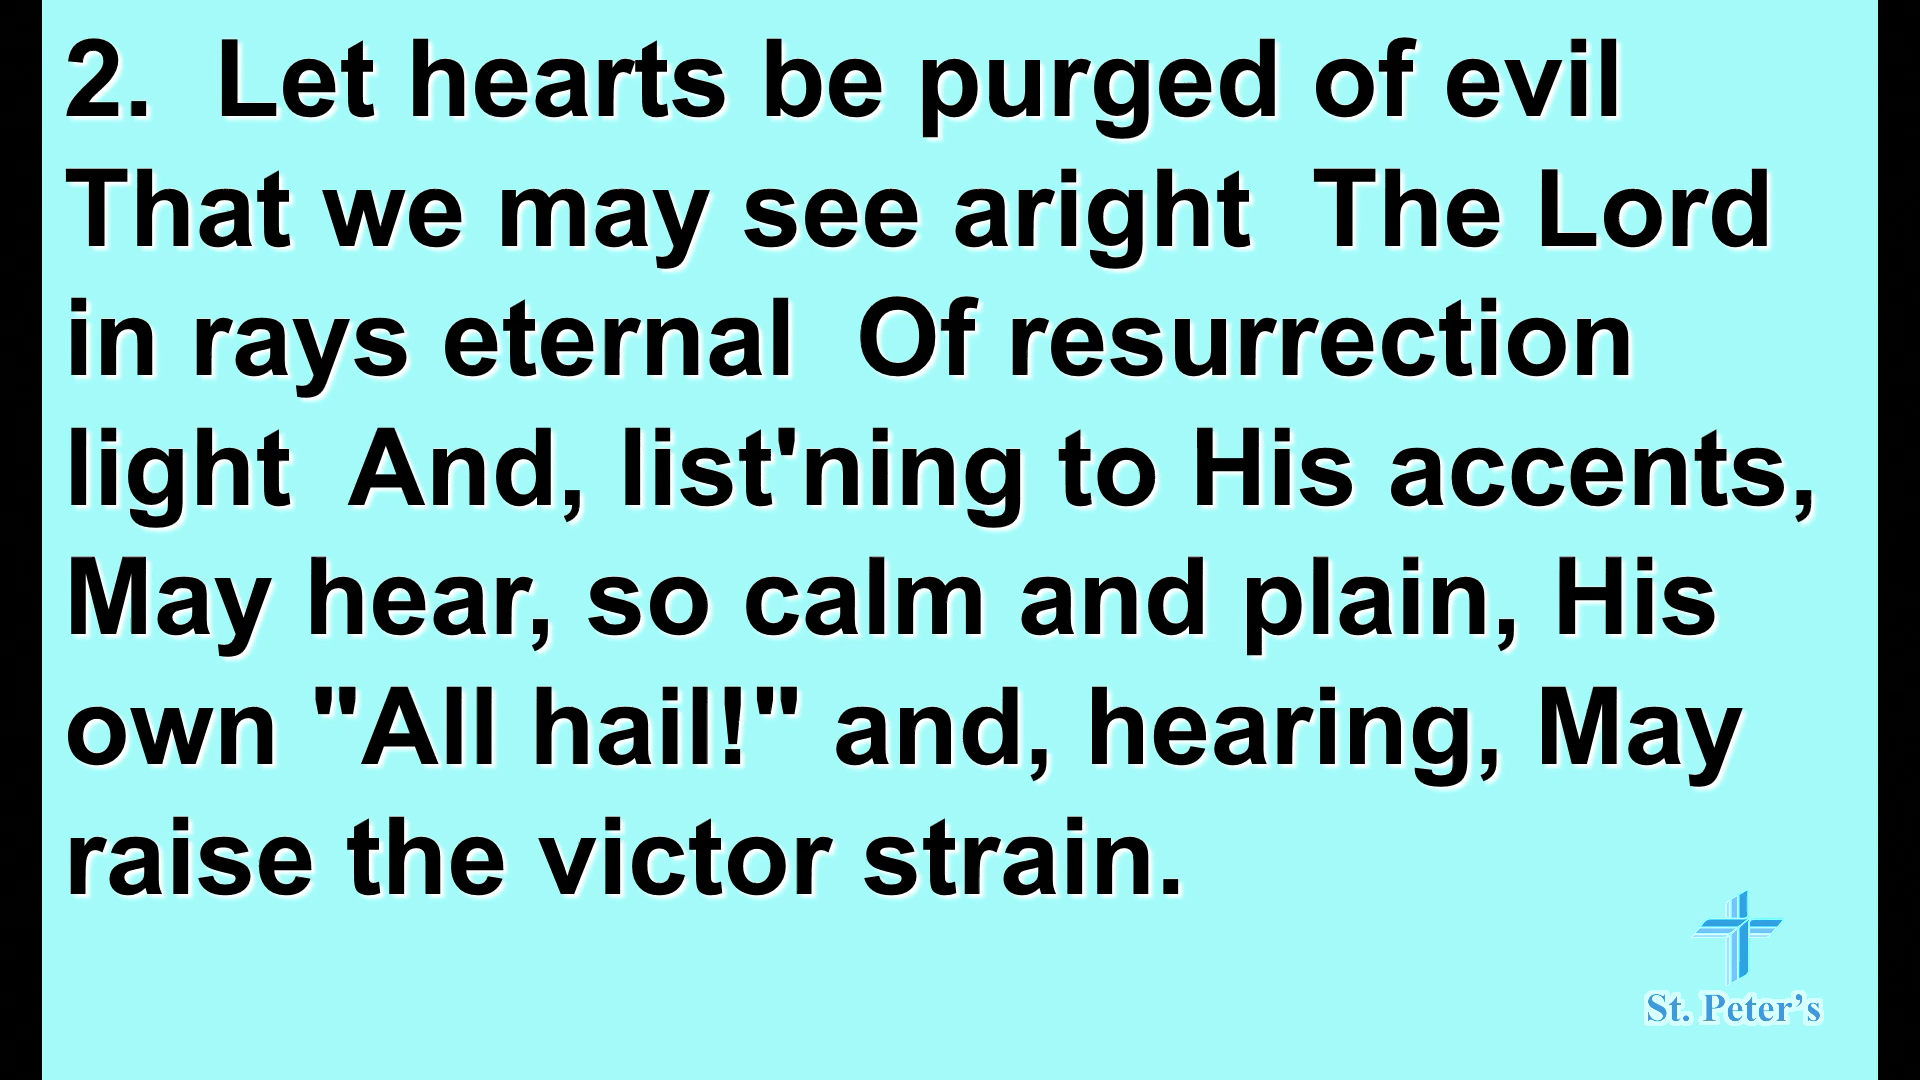 2.  Let hearts be purged of evil
That we may see aright  The Lord
in rays eternal  Of resurrection
light  And, list'ning to His accents,
May hear, so calm and plain, His
own "All hail!" and, hearing, May
raise the victor strain.
St. Peter’s